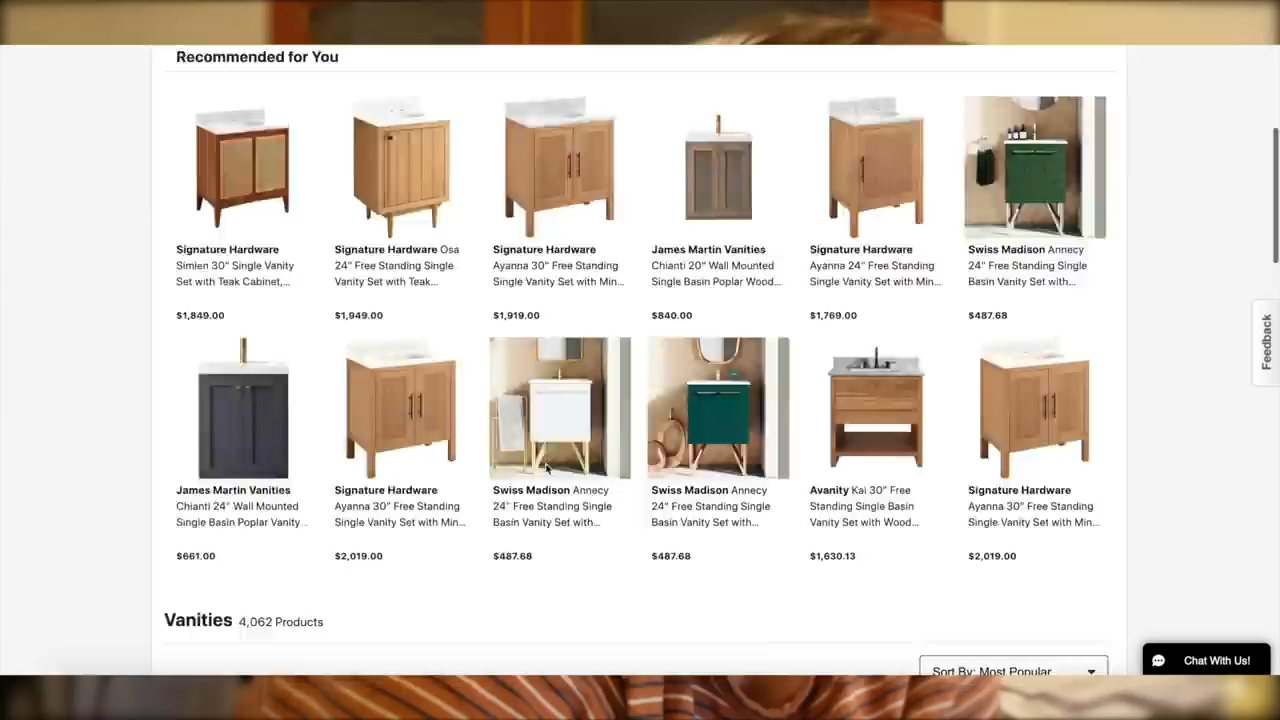 Recommended for You
Signature Hardware
Simien 30" Single Vanity
Set with Teak Cabinet,...
$1,849.00
Signature Hardware Osa
24" Free Standing Single
Vanity Set with Teak...
$1,949.00
Signature Hardware
Ayanna 30" Free Standing
Single Vanity Set with Min...
$1,919.00
James Martin Vanities
Chianti 20" Wall Mounted
Single Basin Poplar Wood...
$840.00
Signature Hardware
Ayanna 24" Free Standing
Single Vanity Set with Min...
$1,769.00
Swiss Madison Annecy
24" Free Standing Single
Basin Vanity Set with...
$487.68
James Martin Vanities
Chianti 24" Wall Mounted
Single Basin Poplar Vanity...
$661.00
Signature Hardware
Ayanna 30" Free Standing
Single Vanity Set with Min...
$2,019.00
Swiss Madison Annecy
24" Free Standing Single
Basin Vanity Set with...
$487.68
Swiss Madison Annecy
24" Free Standing Single
Basin Vanity Set with...
$487.68
Avanity Kai 30" Free
Standing Single Basin
Vanity Set with Wood...
$1,630.13
Signature Hardware
Ayanna 30" Free Standing
Single Vanity Set with Min...
$2,019.00
Feedback
Vanities 4,062 Products
Sort By: Most Popular
Chat With Us!